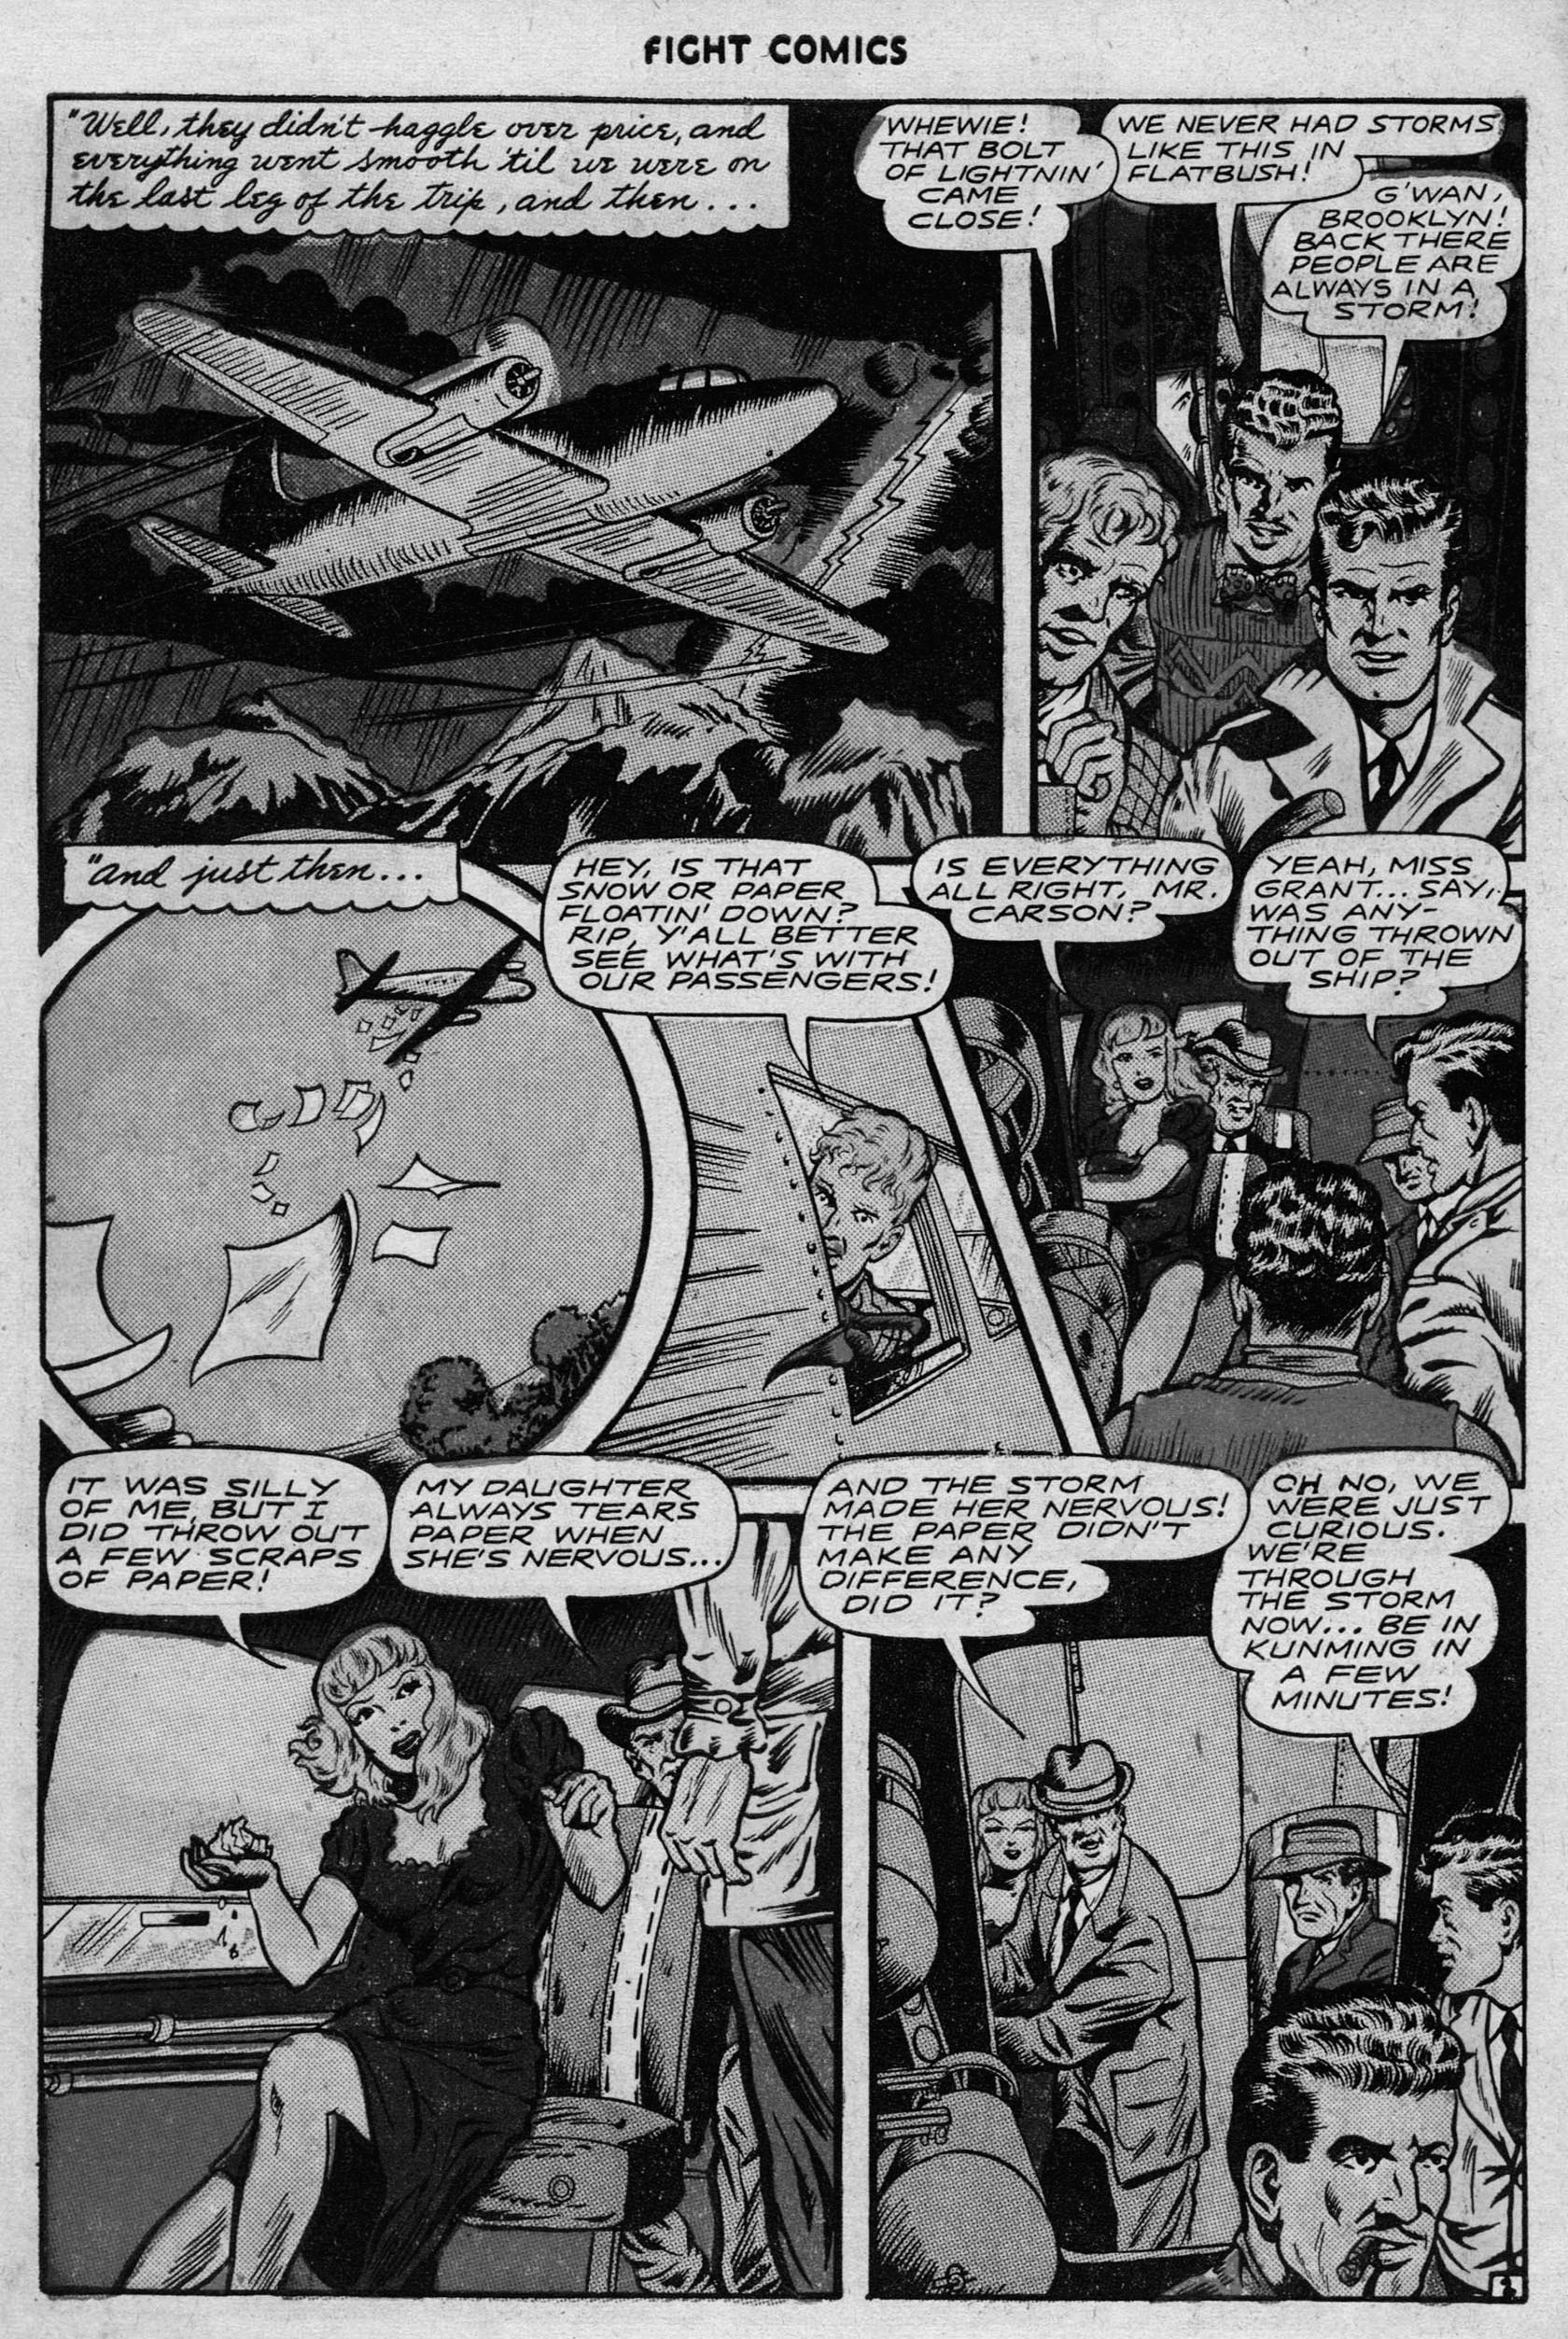 FIGHT COMICS
"Well, they didn't haggle over price, and
everything went smooth 'til we were on
the last leg of the trip, and then...
WHEWIE!
THAT BOLT
OF LIGHTNIN'
CAME
CLOSE!
WE NEVER HAD STORMS
LIKE THIS IN
FLATBUSH!
G'WAN,
BROOKLYN!
BACK THERE
PEOPLE ARE
ALWAYS IN A
STORM!
"And just then...
HEY, IS THAT
SNOW OR PAPER
FLOATIN' DOWN?
RIP, Y'ALL BETTER
SEE WHAT'S WITH
OUR PASSENGERS!
IS EVERYTHING
ALL RIGHT, MR.
CARSON?
YEAH, MISS
GRANT... SAY,
WAS ANY-
THING THROWN
OUT OF THE
SHIP?
IT WAS SILLY
OF ME, BUT I
DID THROW OUT
A FEW SCRAPS
OF PAPER!
MY DAUGHTER
ALWAYS TEARS
PAPER WHEN
SHE'S NERVOUS...
AND THE STORM
MADE HER NERVOUS!
THE PAPER DIDN'T
MAKE ANY
DIFFERENCE,
DID IT?
OH NO, WE
WERE JUST
CURIOUS.
WE'RE
THROUGH
THE STORM
NOW... BE IN
KUNMING IN
A FEW
MINUTES!
2